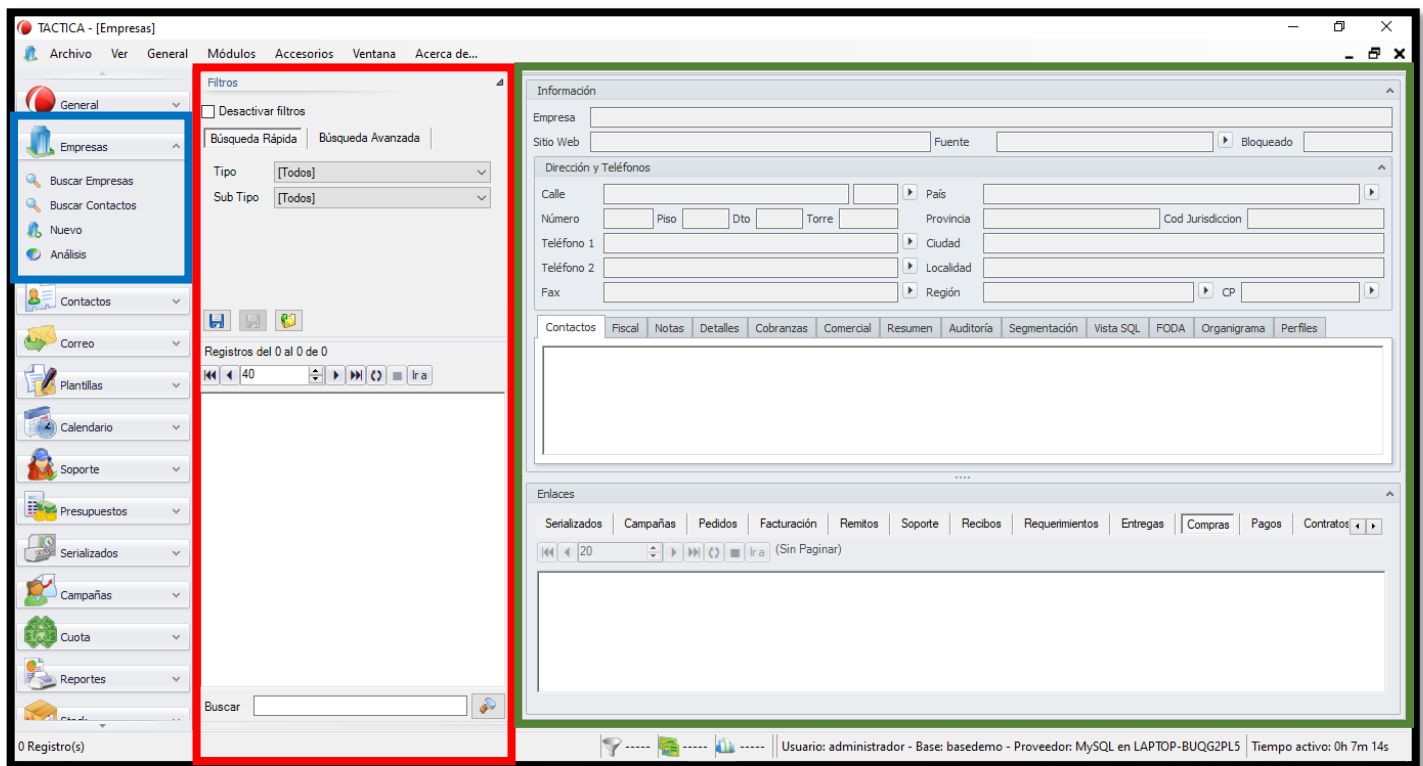 TACTICA - [Empresas]
Archivo Ver General Módulos Accesorios Ventana Acerca de...
General
Empresas
Buscar Empresas
Buscar Contactos
Nuevo
Análisis
Contactos
Correo
Plantillas
Calendario
Soporte
Presupuestos
Serializados
Campañas
Cuota
Reportes
Filtros
Desactivar filtros
Búsqueda Rápida Búsqueda Avanzada
Tipo [Todos]
Sub Tipo [Todos]
Registros del 0 al 0 de 0
40 Ir a
Buscar
Información
Empresa
Sitio Web Fuente Bloqueado
Dirección y Teléfonos
Calle País
Número Piso Dto Torre Provincia Cod Jurisdiccion
Teléfono 1 Ciudad
Teléfono 2 Localidad
Fax Región CP
Contactos Fiscal Notas Detalles Cobranzas Comercial Resumen Auditoría Segmentación Vista SQL FODA Organigrama Perfiles
Enlaces
Serializados Campañas Pedidos Facturación Remitos Soporte Recibos Requerimientos Entregas Compras Pagos Contratos
20 Ir a (Sin Paginar)
0 Registro(s) ----- ----- ----- Usuario: administrador - Base: basedemo - Proveedor: MySQL en LAPTOP-BUQG2PL5 Tiempo activo: 0h 7m 14s